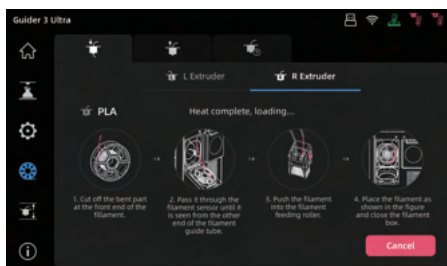 Guider 3 Ultra
L Extruder
R Extruder
PLA
Heat complete, loading...
1. Cut off the bent part
at the front end of the
fillament.
2. Pass it through the
filament sensor until it
is seen from the other
end of the filament
guide tube.
3. Push the filament
into the filament
feeding roller.
4. Place the filament as
shown in the figure
and close the filament
box.
Cancel